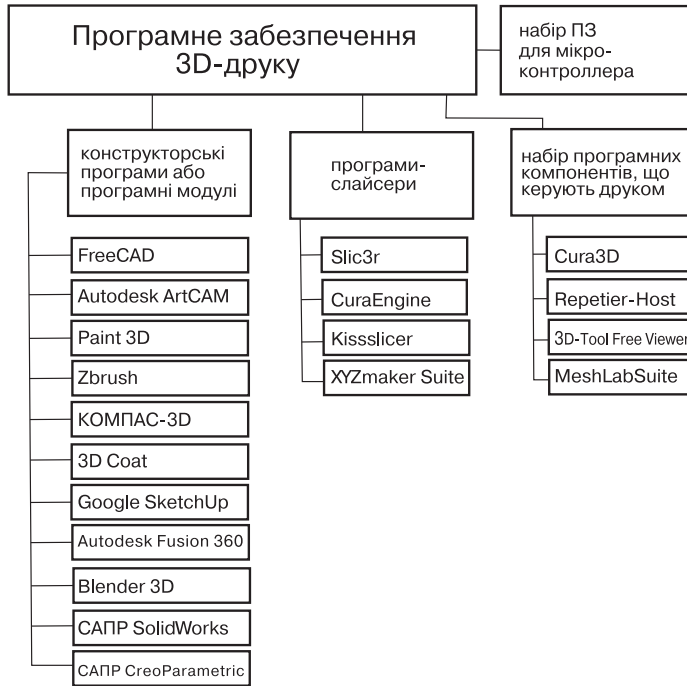 Програмне забезпечення
3D-друку
набір ПЗ
для мікро-
контроллера
конструкторські
програми або
програмні модулі
програми-
слайсери
набір програмних
компонентів, що
керують друком
FreeCAD
Autodesk ArtCAM
Paint 3D
Zbrush
КОМПАС-3D
3D Coat
Google SketchUp
Autodesk Fusion 360
Blender 3D
САПР SolidWorks
САПР CreoParametric
Slic3r
CuraEngine
Kissslicer
XYZmaker Suite
Cura3D
Repetier-Host
3D-Tool Free Viewer
MeshLabSuite